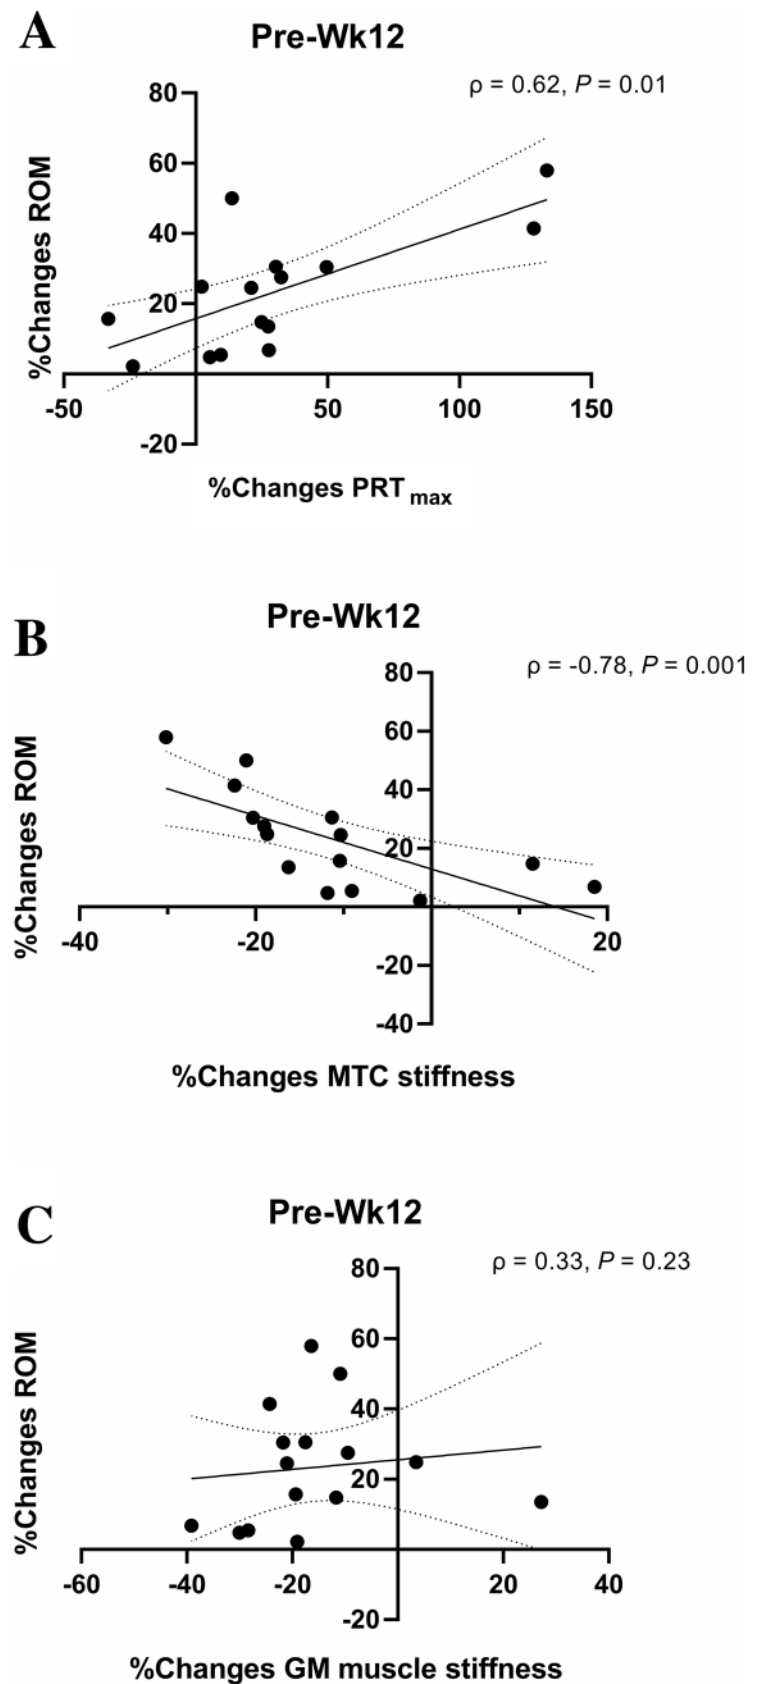 A
Pre-Wk12
ρ = 0.62, P = 0.01
80
60
40
20
-20
-50
50
100
150
%Changes ROM
%Changes PRTmax
B
Pre-Wk12
ρ = -0.78, P = 0.001
80
60
40
20
-20
-40
-40
-20
20
%Changes ROM
%Changes MTC stiffness
C
Pre-Wk12
ρ = 0.33, P = 0.23
80
60
40
20
-20
-60
-40
-20
20
40
%Changes ROM
%Changes GM muscle stiffness